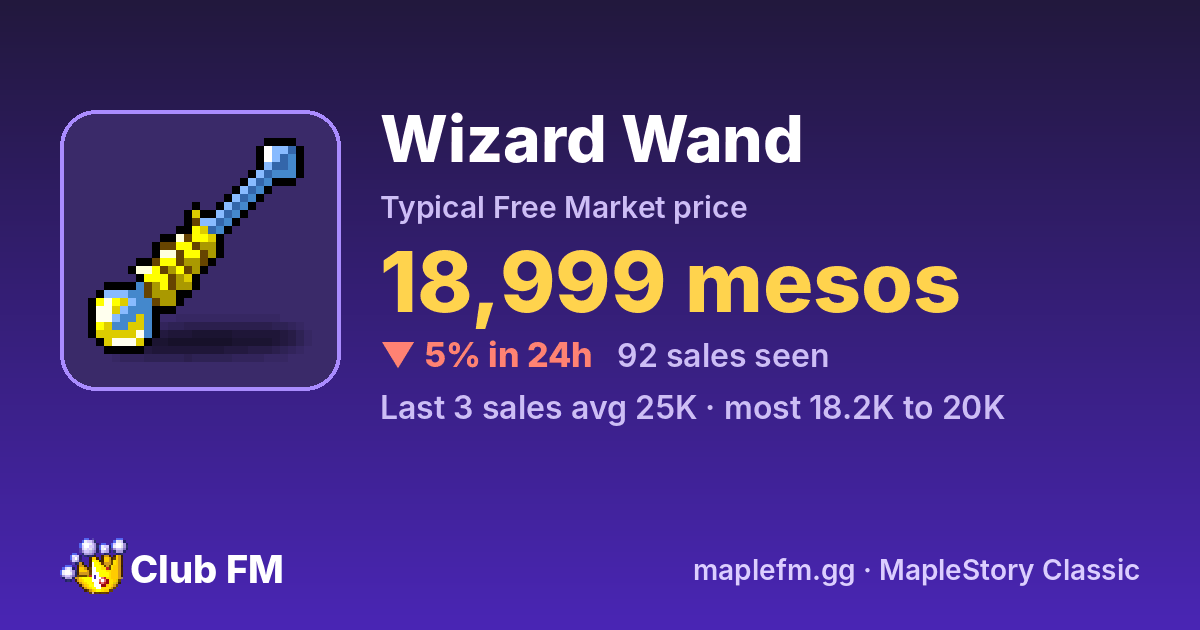 Wizard Wand
Typical Free Market price
18,999 mesos
▼ 5% in 24h 92 sales seen
Last 3 sales avg 25K · most 18.2K to 20K
Club FM
maplefm.gg · MapleStory Classic